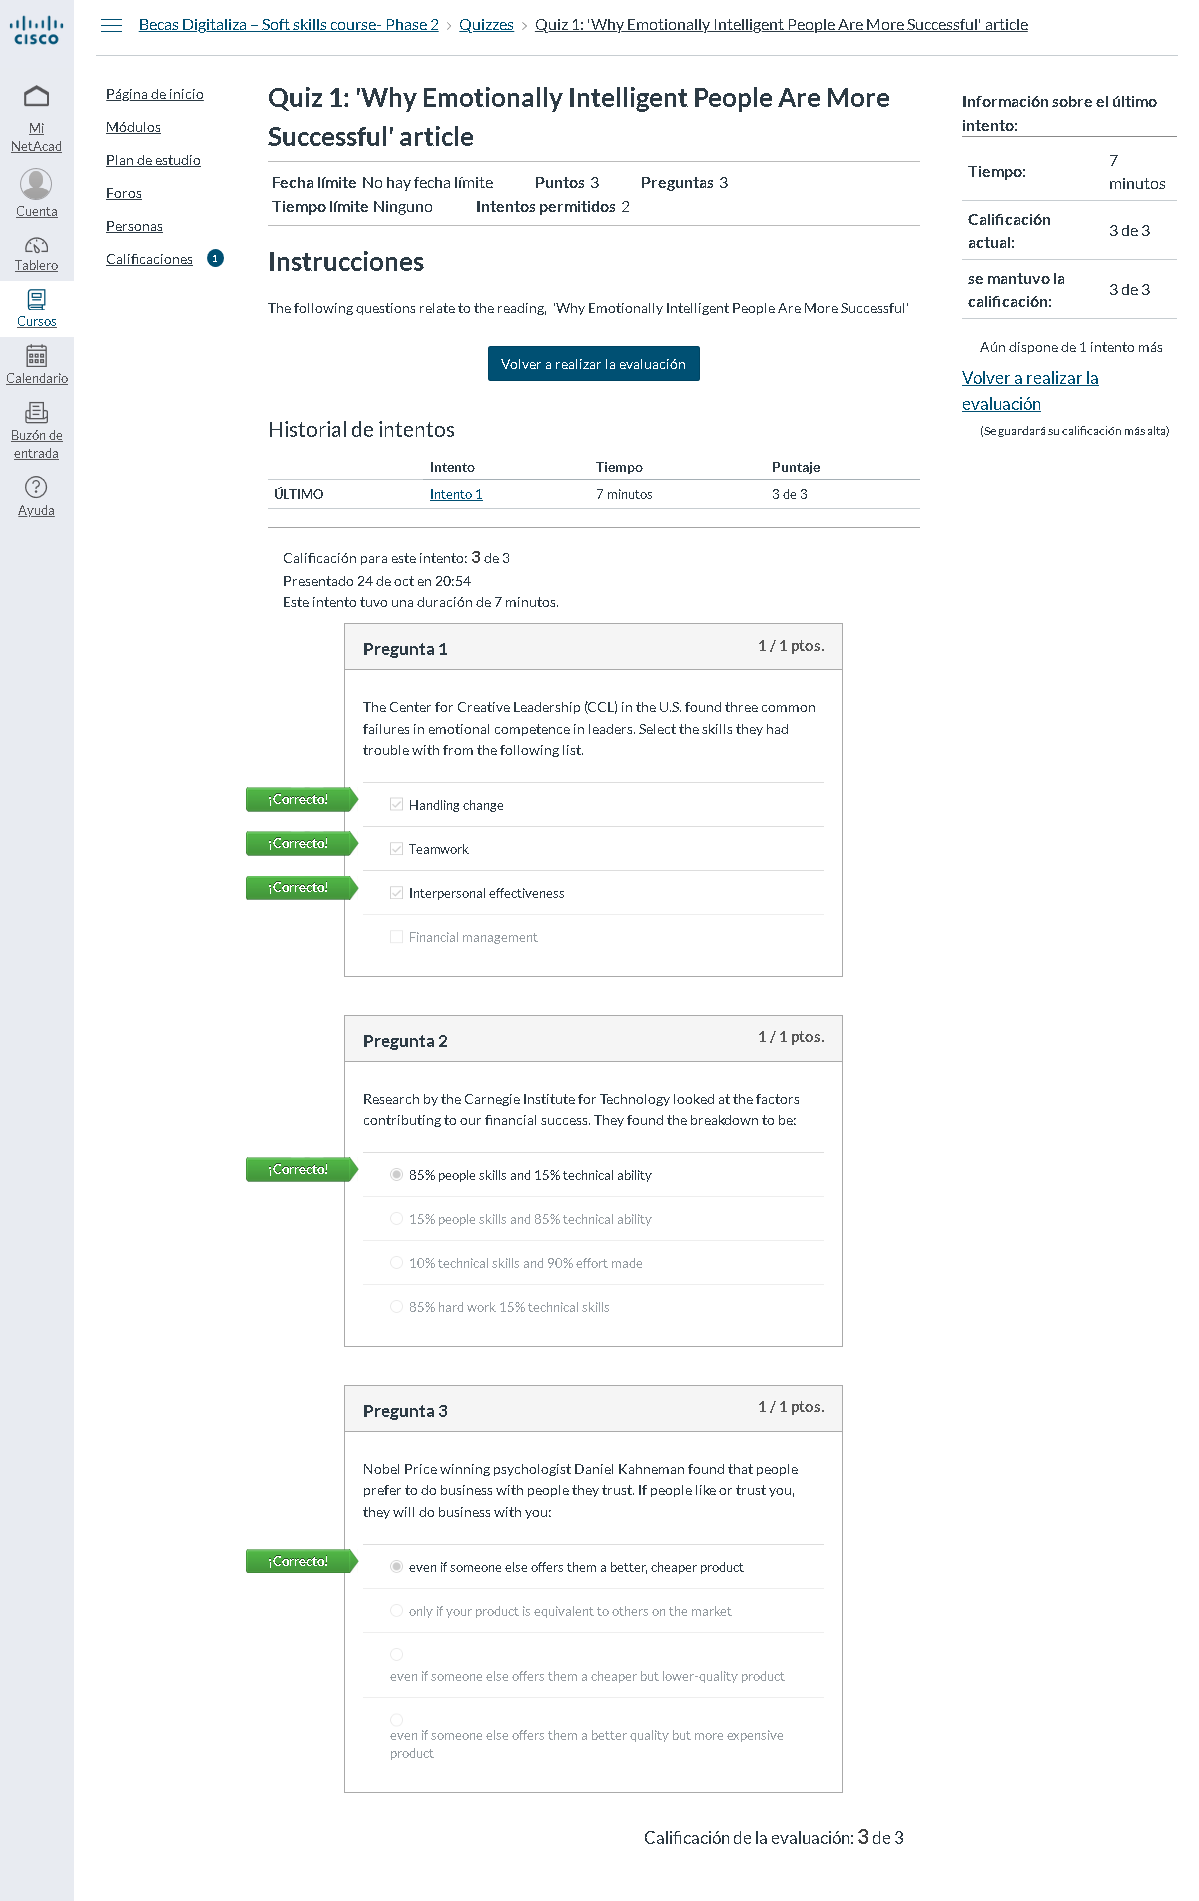 CISCO
Mi NetAcad
Cuenta
Tablero
Cursos
Calendario
Buzón de entrada
Ayuda
Becas Digitaliza – Soft skills course- Phase 2 › Quizzes › Quiz 1: 'Why Emotionally Intelligent People Are More Successful' article
Página de inicio
Módulos
Plan de estudio
Foros
Personas
Calificaciones 1
Quiz 1: 'Why Emotionally Intelligent People Are More
Successful' article
Fecha límite No hay fecha límite Puntos 3 Preguntas 3
Tiempo límite Ninguno Intentos permitidos 2
Instrucciones
The following questions relate to the reading, 'Why Emotionally Intelligent People Are More Successful'
Volver a realizar la evaluación
Historial de intentos
Intento Tiempo Puntaje
ÚLTIMO Intento 1 7 minutos 3 de 3
Calificación para este intento: 3 de 3
Presentado 24 de oct en 20:54
Este intento tuvo una duración de 7 minutos.
Pregunta 1 1 / 1 ptos.
The Center for Creative Leadership (CCL) in the U.S. found three common
failures in emotional competence in leaders. Select the skills they had
trouble with from the following list.
¡Correcto! Handling change
¡Correcto! Teamwork
¡Correcto! Interpersonal effectiveness
Financial management
Pregunta 2 1 / 1 ptos.
Research by the Carnegie Institute for Technology looked at the factors
contributing to our financial success. They found the breakdown to be:
¡Correcto! 85% people skills and 15% technical ability
15% people skills and 85% technical ability
10% technical skills and 90% effort made
85% hard work 15% technical skills
Pregunta 3 1 / 1 ptos.
Nobel Price winning psychologist Daniel Kahneman found that people
prefer to do business with people they trust. If people like or trust you,
they will do business with you:
¡Correcto! even if someone else offers them a better, cheaper product
only if your product is equivalent to others on the market
even if someone else offers them a cheaper but lower-quality product
even if someone else offers them a better quality but more expensive
product
Calificación de la evaluación: 3 de 3
Información sobre el último
intento:
Tiempo: 7 minutos
Calificación actual: 3 de 3
se mantuvo la calificación: 3 de 3
Aún dispone de 1 intento más
Volver a realizar la
evaluación
(Se guardará su calificación más alta)